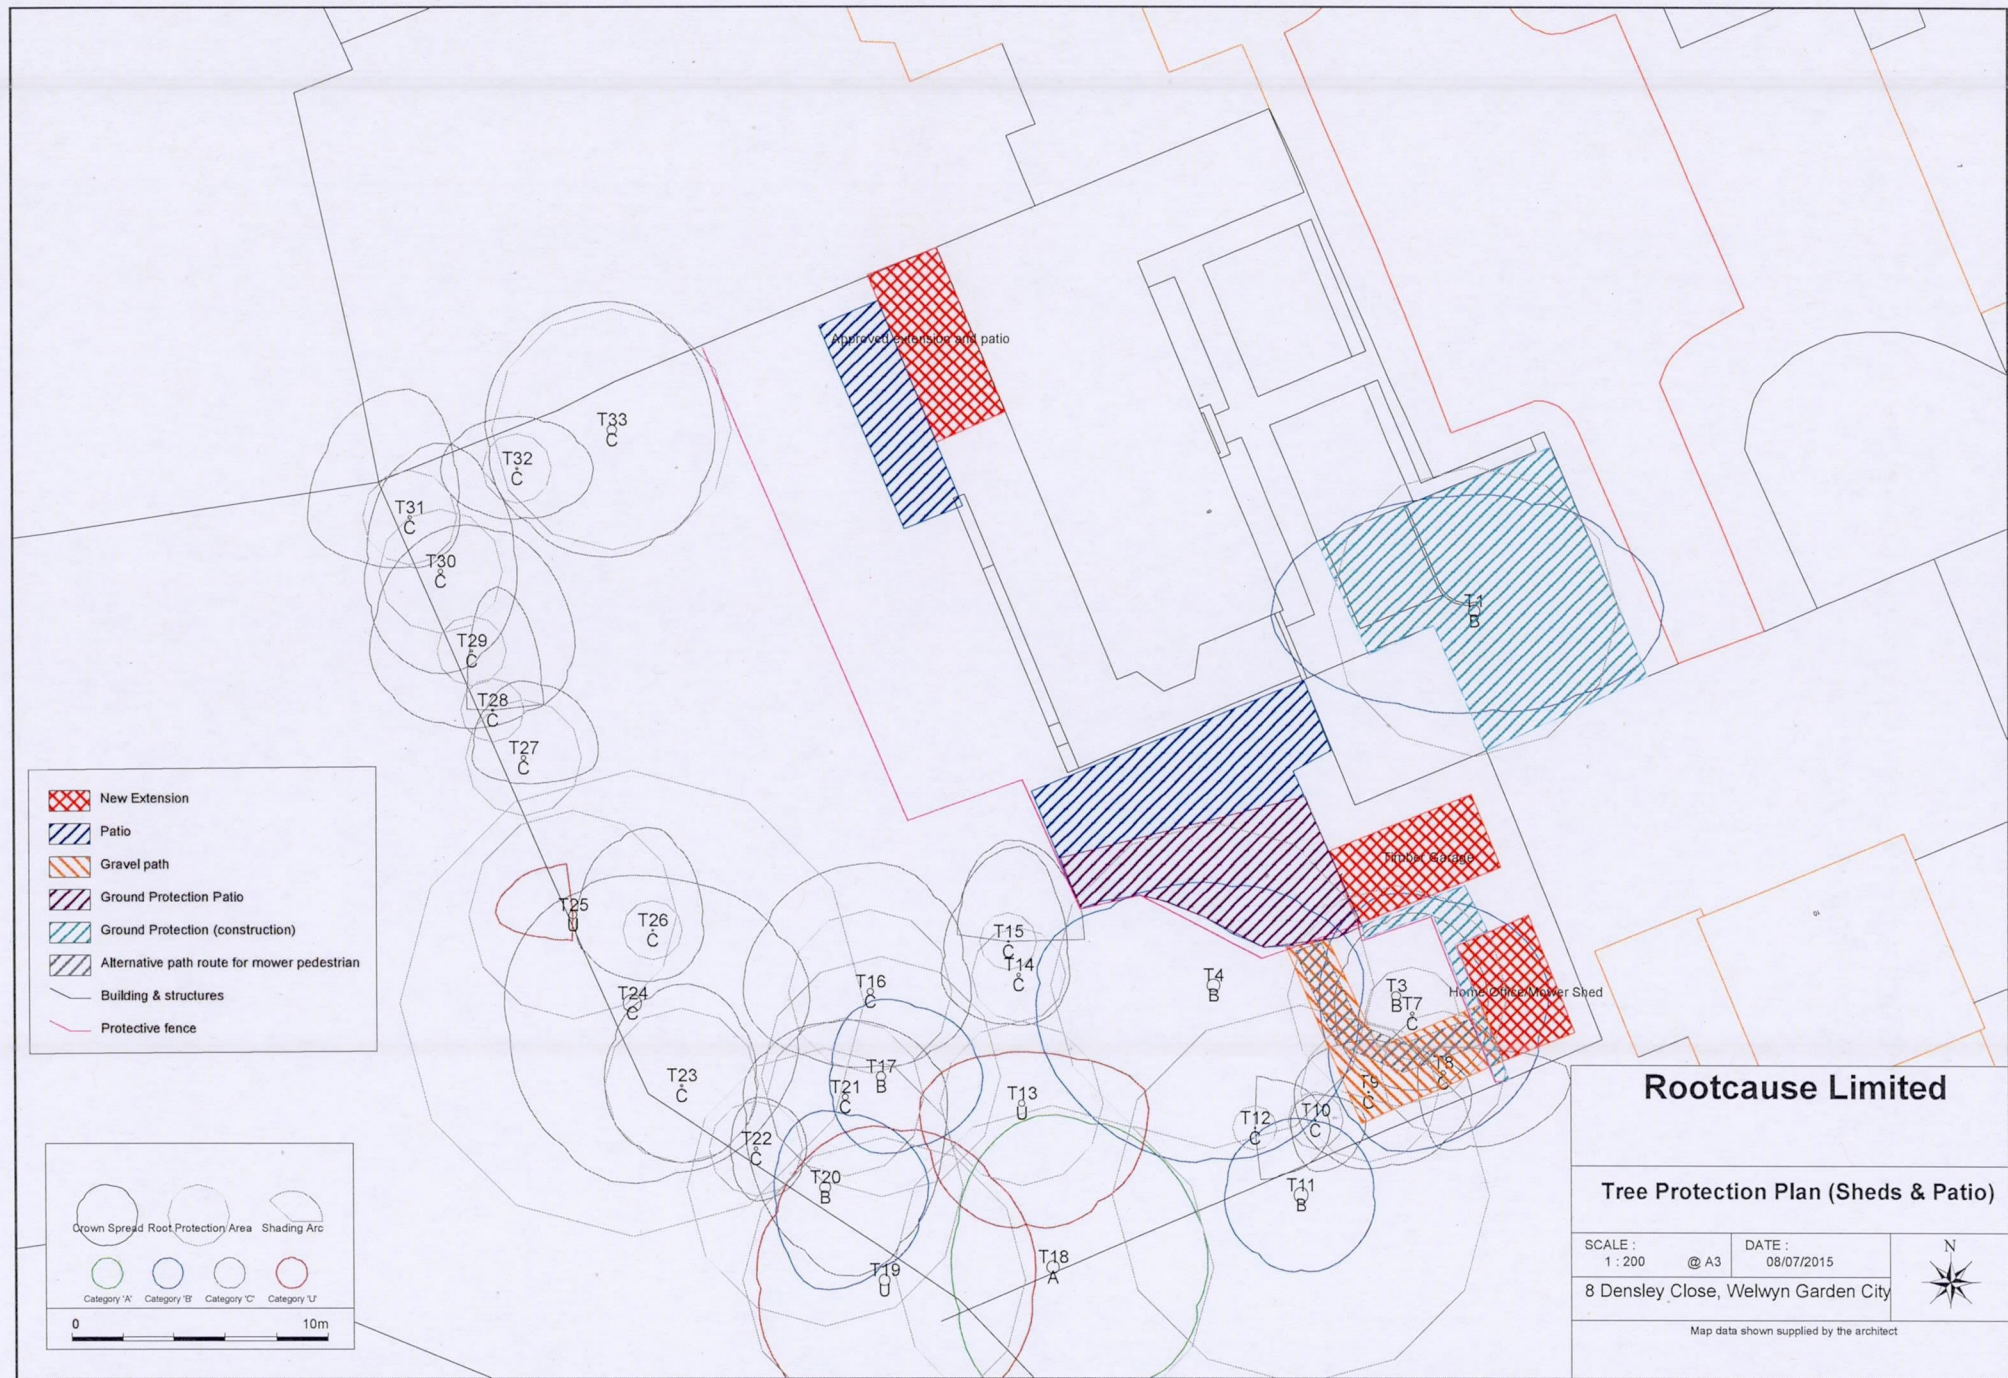 Approved extension and patio
T33
C
T32
C
T31
C
T30
C
T29
C
T28
C
T27
C
T1
B
New Extension
Patio
Gravel path
Ground Protection Patio
Ground Protection (construction)
Alternative path route for mower pedestrian
Building & structures
Protective fence
Timber Garage
T25
U
T26
C
T24
C
T15
C
T14
C
T16
C
T4
B
T3
B
T7
C
Home Office/Mower Shed
T8
C
T9
C
T10
C
T12
C
T11
B
T13
U
T17
B
T21
C
T23
C
T22
C
T20
B
T19
U
T18
A
Crown Spread Root Protection Area Shading Arc
Category 'A' Category 'B' Category 'C' Category 'U'
0 10m
Rootcause Limited
Tree Protection Plan (Sheds & Patio)
SCALE :
1 : 200 @ A3
DATE :
08/07/2015
N
8 Densley Close, Welwyn Garden City
Map data shown supplied by the architect